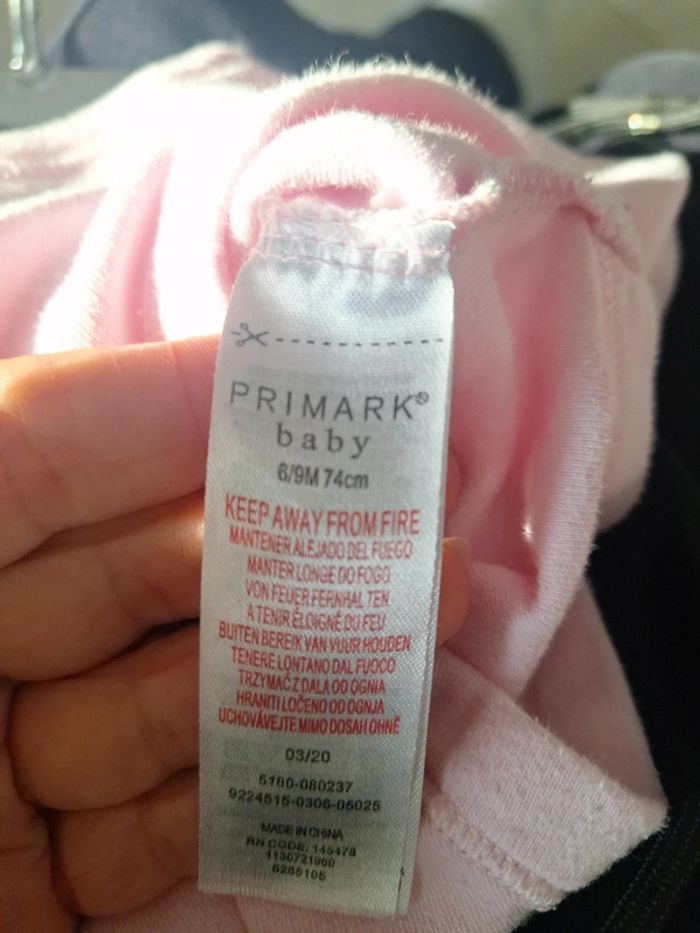 PRIMARK®
baby
6/9M 74cm
KEEP AWAY FROM FIRE
MANTENER ALEJADO DEL FUEGO
MANTER LONGE DO FOGO
VON FEUER FERNHALTEN
A TENIR ÉLOIGNÉ DU FEU
BUITEN BEREIK VAN VUUR HOUDEN
TENERE LONTANO DAL FUOCO
TRZYMAĆ Z DALA OD OGNIA
HRANITI LOČENO OD OGNJA
UCHOVÁVEJTE MIMO DOSAH OHNĚ
03/20
5180-080237
9224515-0306-05025
MADE IN CHINA
RN CODE: 145478
1130721960
6285105